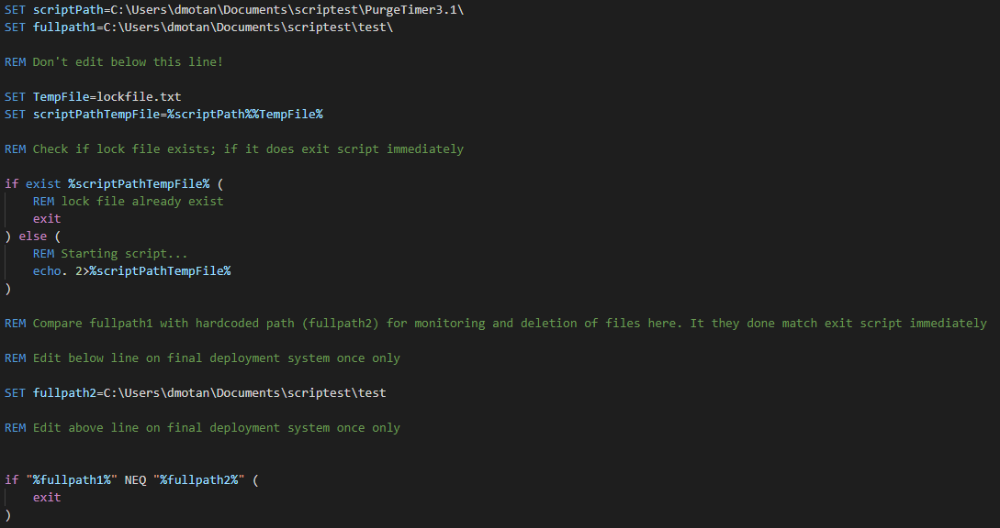 SET scriptPath=C:\Users\dmotan\Documents\scriptest\PurgeTimer3.1\
SET fullpath1=C:\Users\dmotan\Documents\scriptest\test\
REM Don't edit below this line!
SET TempFile=lockfile.txt
SET scriptPathTempFile=%scriptPath%%TempFile%
REM Check if lock file exists; if it does exit script immediately
if exist %scriptPathTempFile% (
REM lock file already exist
exit
) else (
REM Starting script...
echo. 2>%scriptPathTempFile%
)
REM Compare fullpath1 with hardcoded path (fullpath2) for monitoring and deletion of files here. It they done match exit script immediately
REM Edit below line on final deployment system once only
SET fullpath2=C:\Users\dmotan\Documents\scriptest\test
REM Edit above line on final deployment system once only
if "%fullpath1%" NEQ "%fullpath2%" (
exit
)